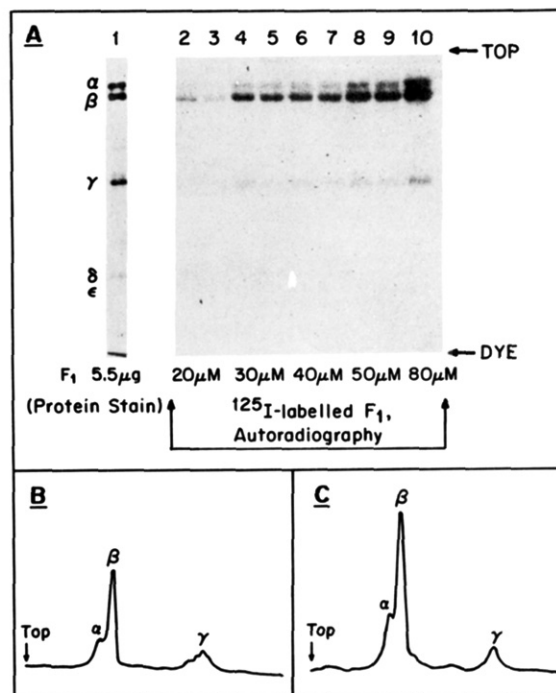 A
1 2 3 4 5 6 7 8 9 10
←TOP
α
β
γ
δ
ε
←DYE
F₁ 5.5μg 20μM 30μM 40μM 50μM 80μM
(Protein Stain) ¹²⁵I-labelled F₁,
Autoradiography
B
β
α
γ
Top
C
β
α
γ
Top